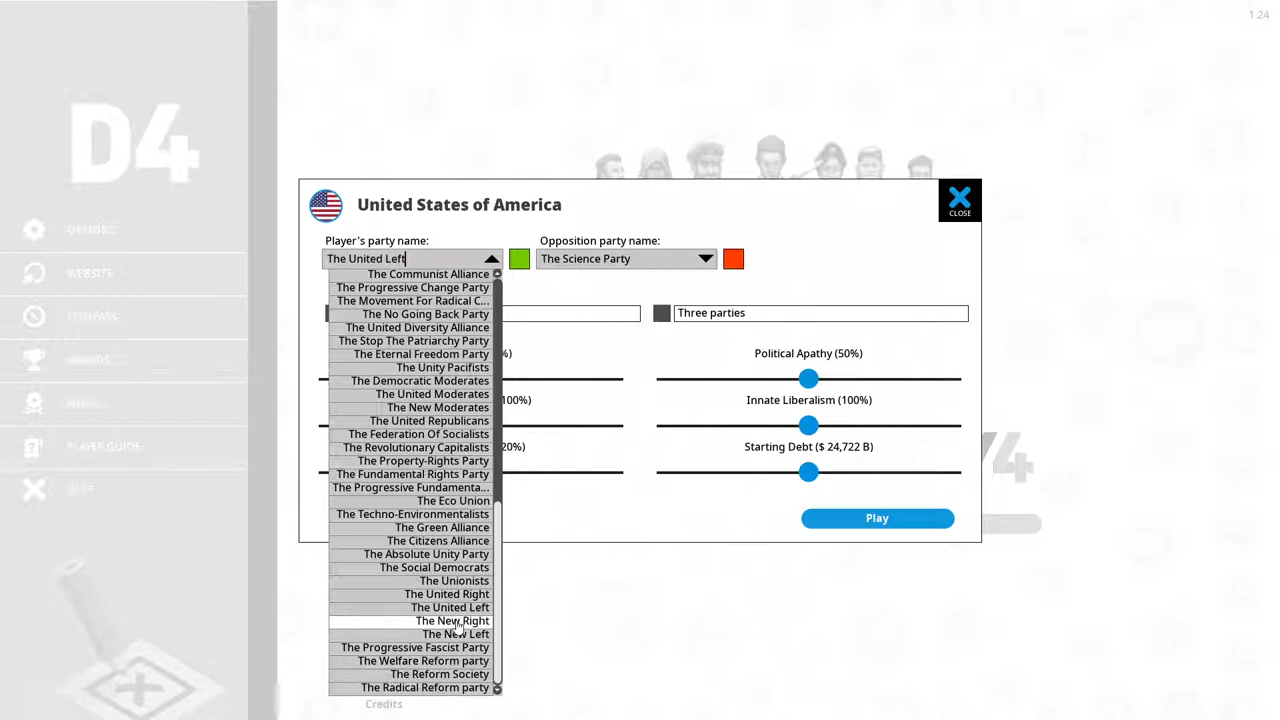 1.24
D4
OPTIONS
WEBSITE
AWARDS
PLAYER GUIDE
QUIT
United States of America
CLOSE
Player's party name:
Opposition party name:
The United Left
The Science Party
The Communist Alliance
The Progressive Change Party
The Movement For Radical C...
The No Going Back Party
The United Diversity Alliance
The Stop The Patriarchy Party
The Eternal Freedom Party
The Unity Pacifists
The Democratic Moderates
The United Moderates
The New Moderates
The United Republicans
The Federation Of Socialists
The Revolutionary Capitalists
The Property-Rights Party
The Fundamental Rights Party
The Progressive Fundamenta...
The Eco Union
The Techno-Environmentalists
The Green Alliance
The Citizens Alliance
The Absolute Unity Party
The Social Democrats
The Unionists
The United Right
The United Left
The New Right
The New Left
The Progressive Fascist Party
The Welfare Reform party
The Reform Society
The Radical Reform party
Three parties
%)
Political Apathy (50%)
100%)
Innate Liberalism (100%)
20%)
Starting Debt ($ 24,722 B)
Play
Credits